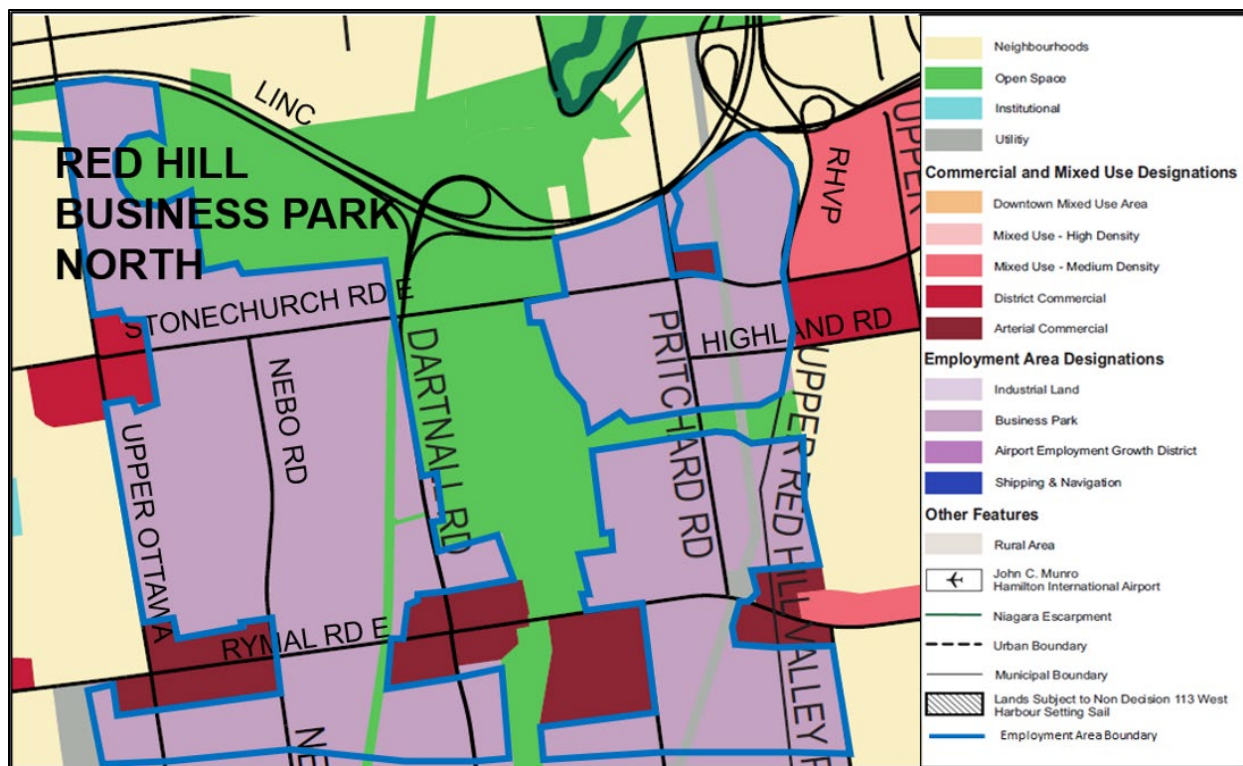 LINC
RED HILL
BUSINESS PARK
NORTH
RHVP
UPPER
STONECHURCH RD E
DARTNALL RD
NEBO RD
PRITCHARD RD
HIGHLAND RD
UPPER OTTAWA
UPPER RED HILL VALLEY P
RYMAL RD E
NE
Neighbourhoods
Open Space
Institutional
Utilitiy
Commercial and Mixed Use Designations
Downtown Mixed Use Area
Mixed Use - High Density
Mixed Use - Medium Density
District Commercial
Arterial Commercial
Employment Area Designations
Industrial Land
Business Park
Airport Employment Growth District
Shipping & Navigation
Other Features
Rural Area
John C. Munro
Hamilton International Airport
Niagara Escarpment
Urban Boundary
Municipal Boundary
Lands Subject to Non Decision 113 West
Harbour Setting Sail
Employment Area Boundary